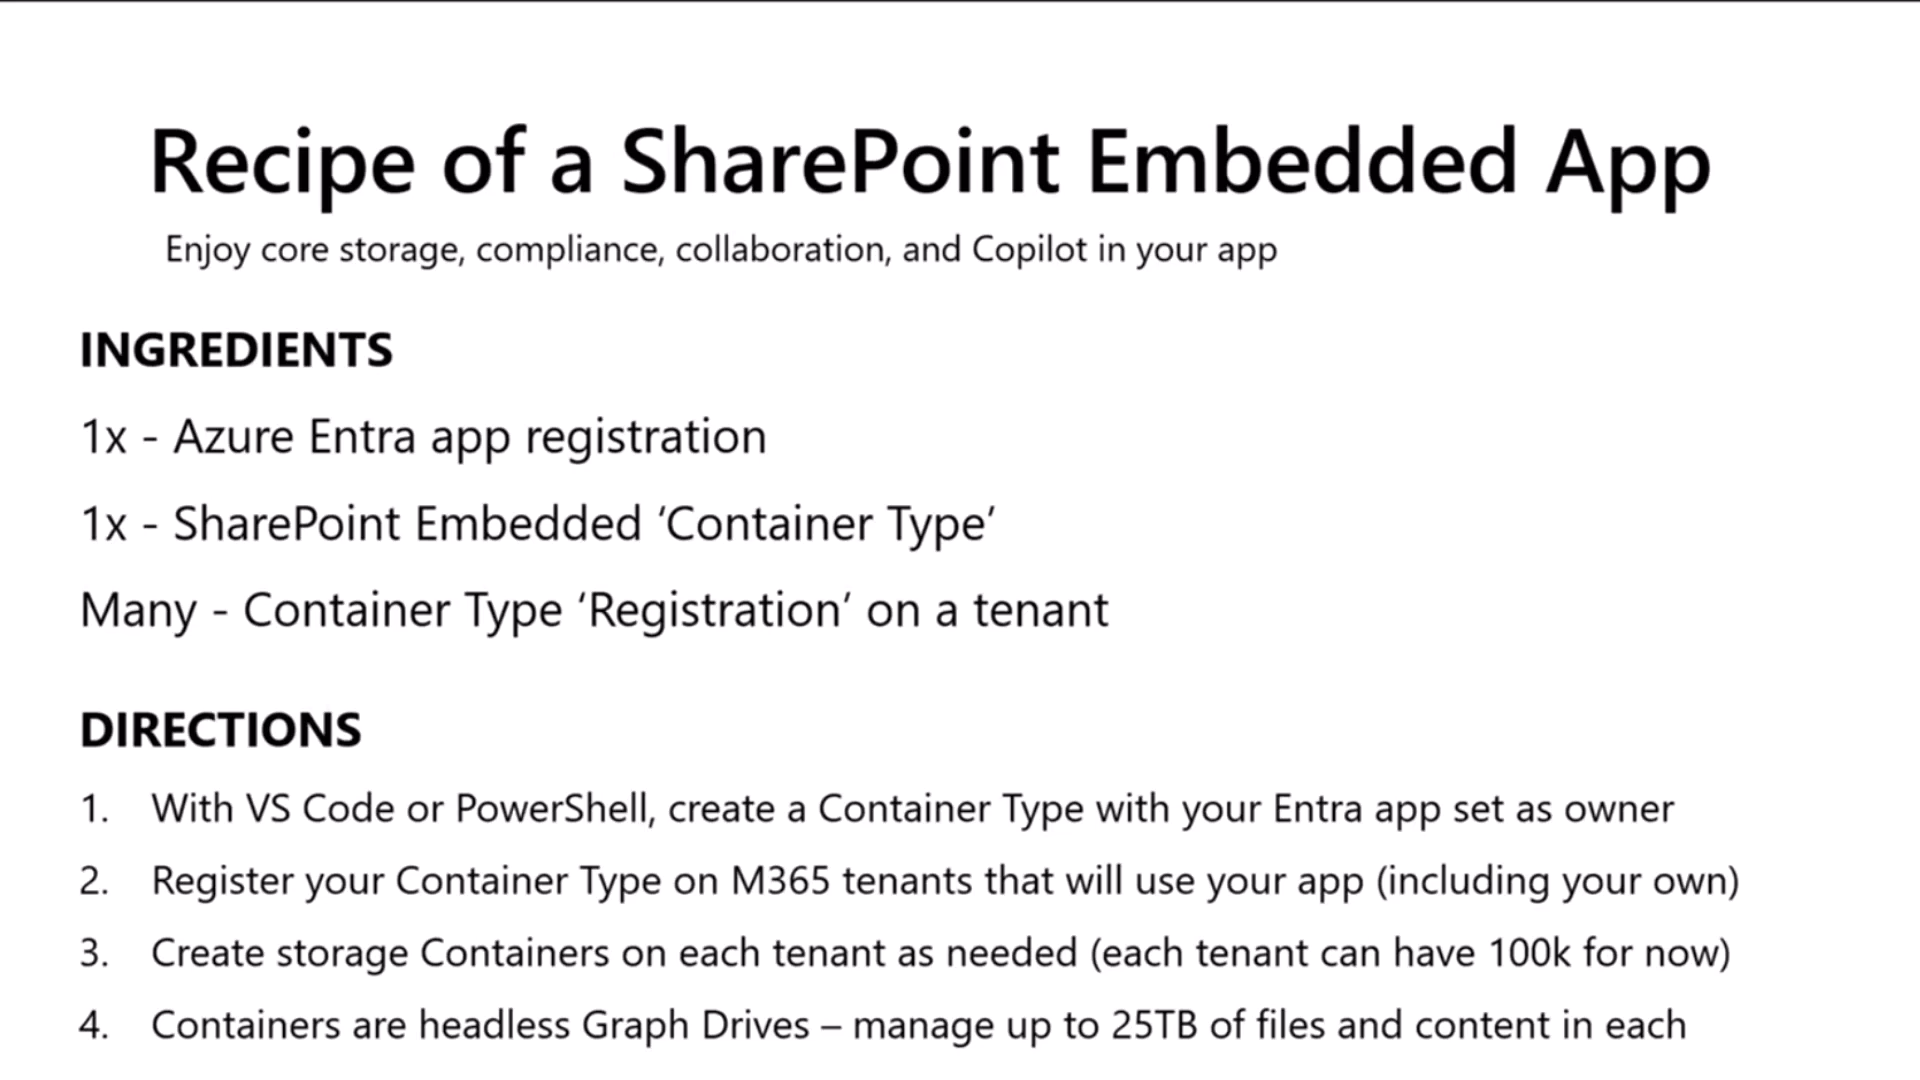 Recipe of a SharePoint Embedded App
Enjoy core storage, compliance, collaboration, and Copilot in your app
INGREDIENTS
1x - Azure Entra app registration
1x - SharePoint Embedded ‘Container Type’
Many - Container Type ‘Registration’ on a tenant
DIRECTIONS
1. With VS Code or PowerShell, create a Container Type with your Entra app set as owner
2. Register your Container Type on M365 tenants that will use your app (including your own)
3. Create storage Containers on each tenant as needed (each tenant can have 100k for now)
4. Containers are headless Graph Drives – manage up to 25TB of files and content in each